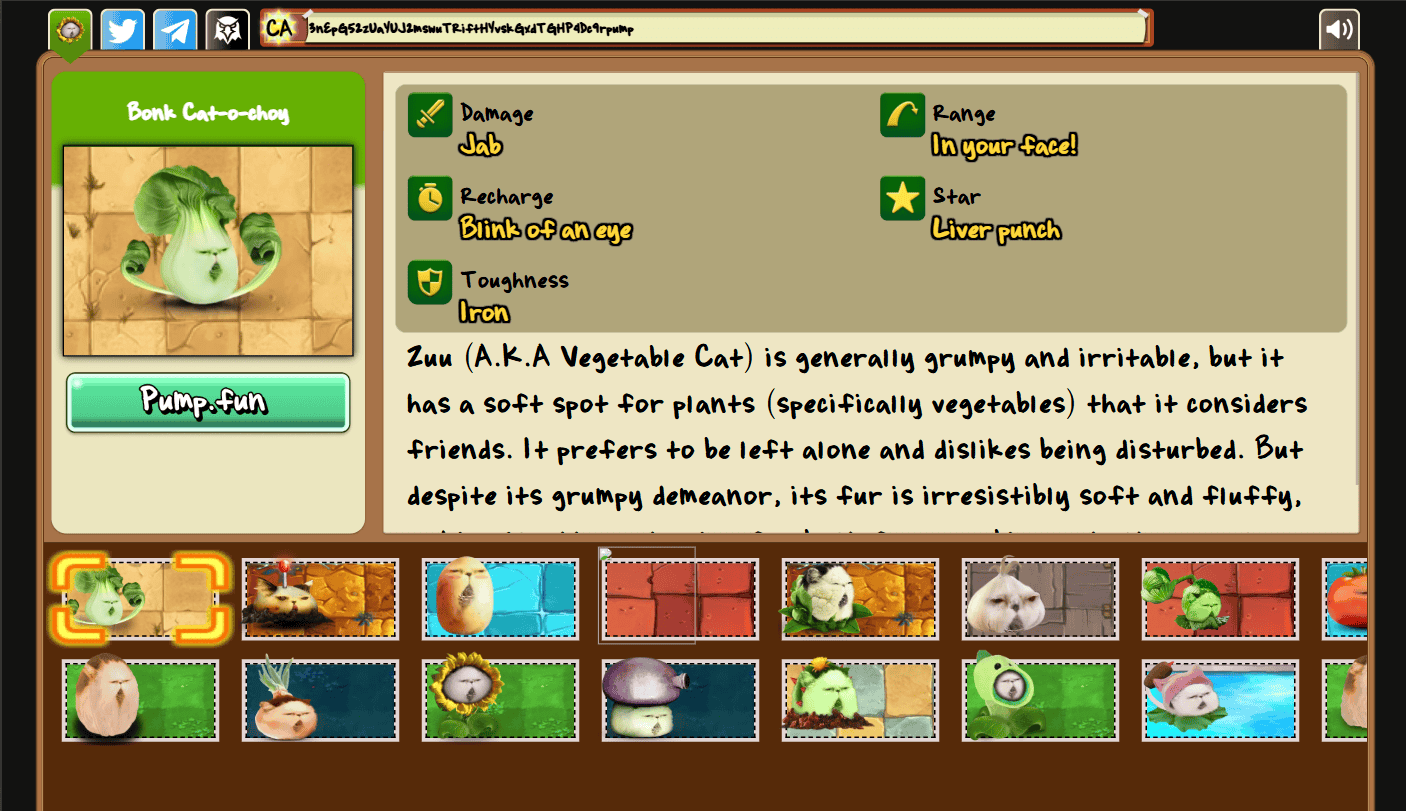 CA
3nEpG52zUaYUJ2mswuTRiftHYvskGxdTGHP4Dc9rpump
Bonk Cat-o-choy
Pump.fun
Damage
Jab
Range
In your face!
Recharge
Blink of an eye
Star
Liver punch
Toughness
Iron
Zuu (A.K.A Vegetable Cat) is generally grumpy and irritable, but it
has a soft spot for plants (specifically vegetables) that it considers
friends. It prefers to be left alone and dislikes being disturbed. But
despite its grumpy demeanor, its fur is irresistibly soft and fluffy,